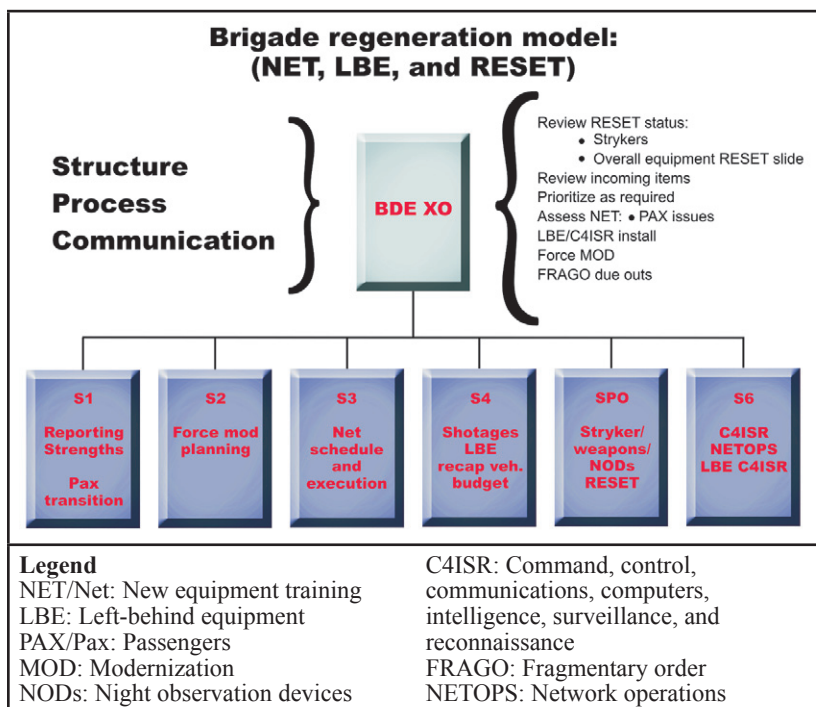 Brigade regeneration model:
(NET, LBE, and RESET)
Structure
Process
Communication
BDE XO
Review RESET status:
• Strykers
• Overall equipment RESET slide
Review incoming items
Prioritize as required
Assess NET: • PAX issues
LBE/C4ISR install
Force MOD
FRAGO due outs
S1
Reporting
Strengths
Pax
transition
S2
Force mod
planning
S3
Net
schedule
and
execution
S4
Shotages
LBE
recap veh.
budget
SPO
Stryker/
weapons/
NODs
RESET
S6
C4ISR
NETOPS
LBE C4ISR
Legend
NET/Net: New equipment training
LBE: Left-behind equipment
PAX/Pax: Passengers
MOD: Modernization
NODs: Night observation devices
C4ISR: Command, control,
communications, computers,
intelligence, surveillance, and
reconnaissance
FRAGO: Fragmentary order
NETOPS: Network operations